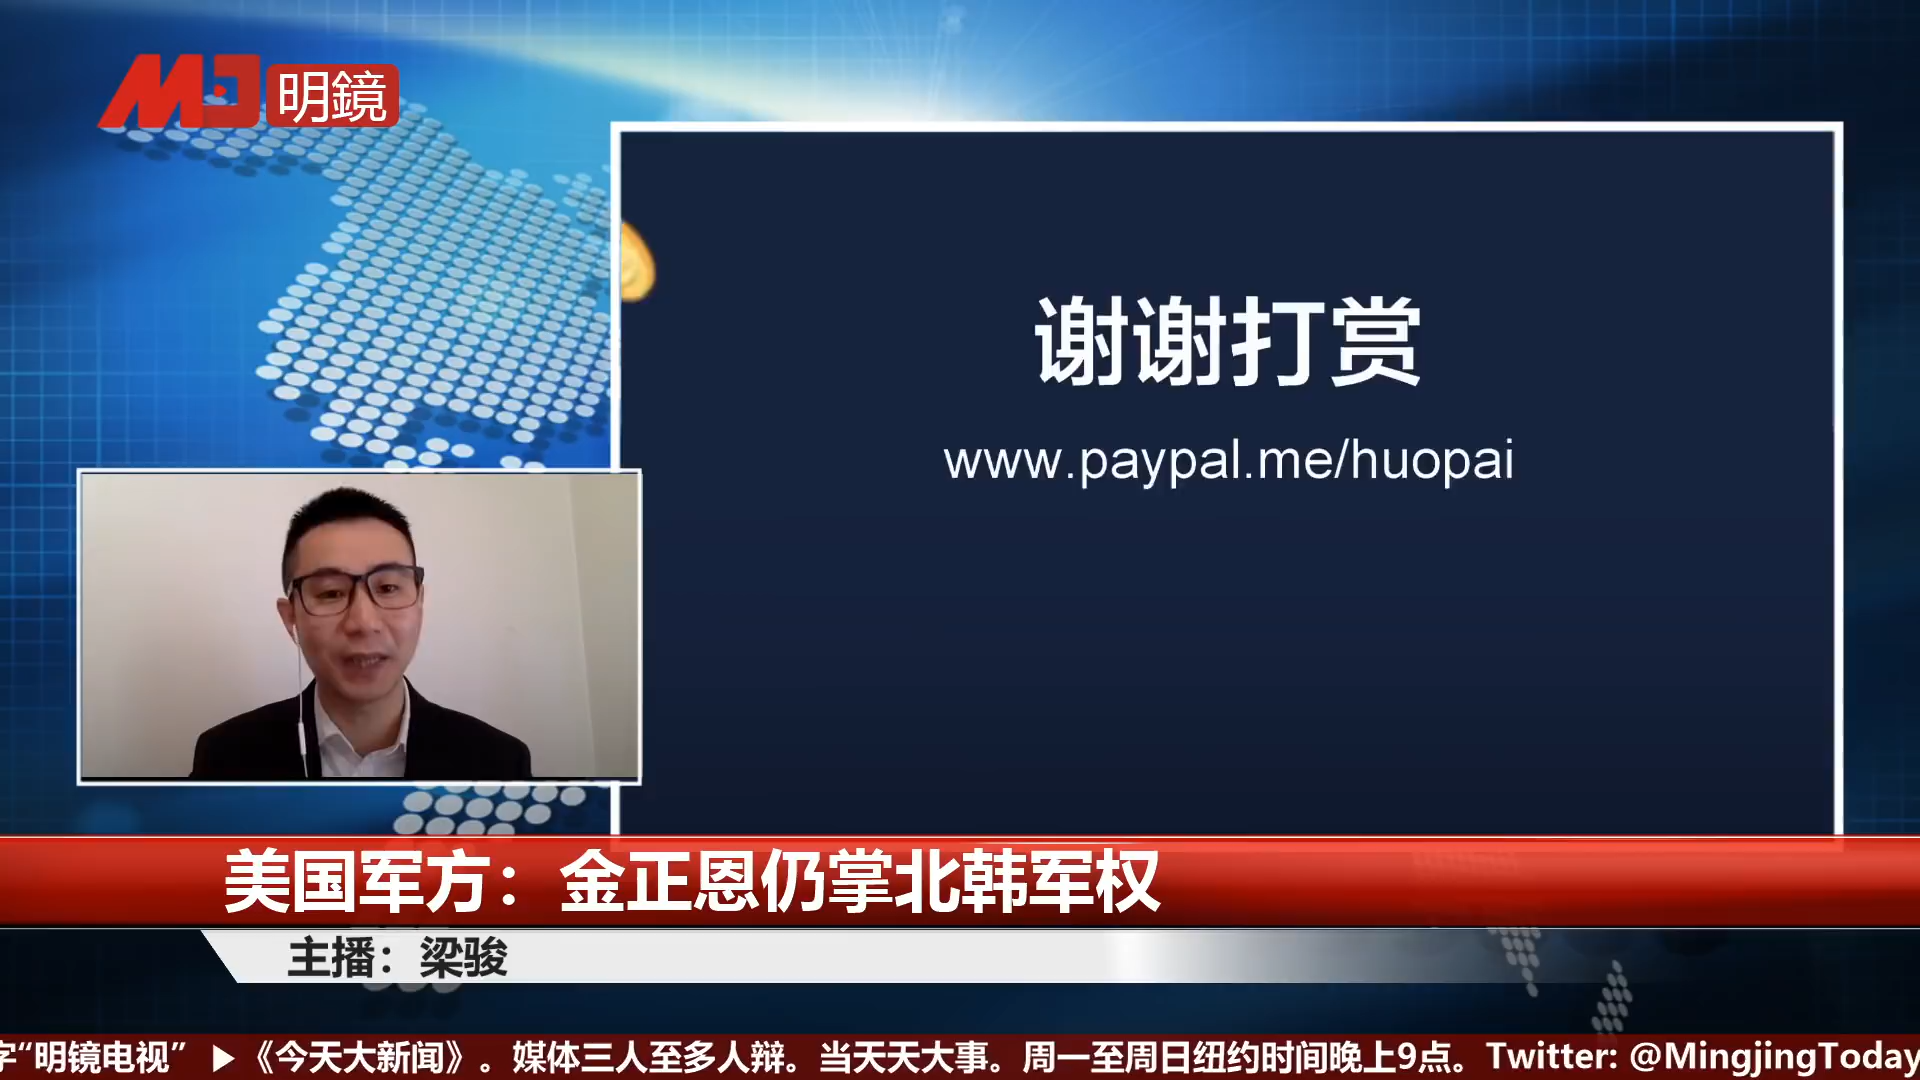 MJ 明鏡
谢谢打赏
www.paypal.me/huopai
美国军方：金正恩仍掌北韩军权
主播：梁骏
字“明镜电视” ▶《今天大新闻》。媒体三人至多人辩。当天天大事。周一至周日纽约时间晚上9点。Twitter: @MingjingToday